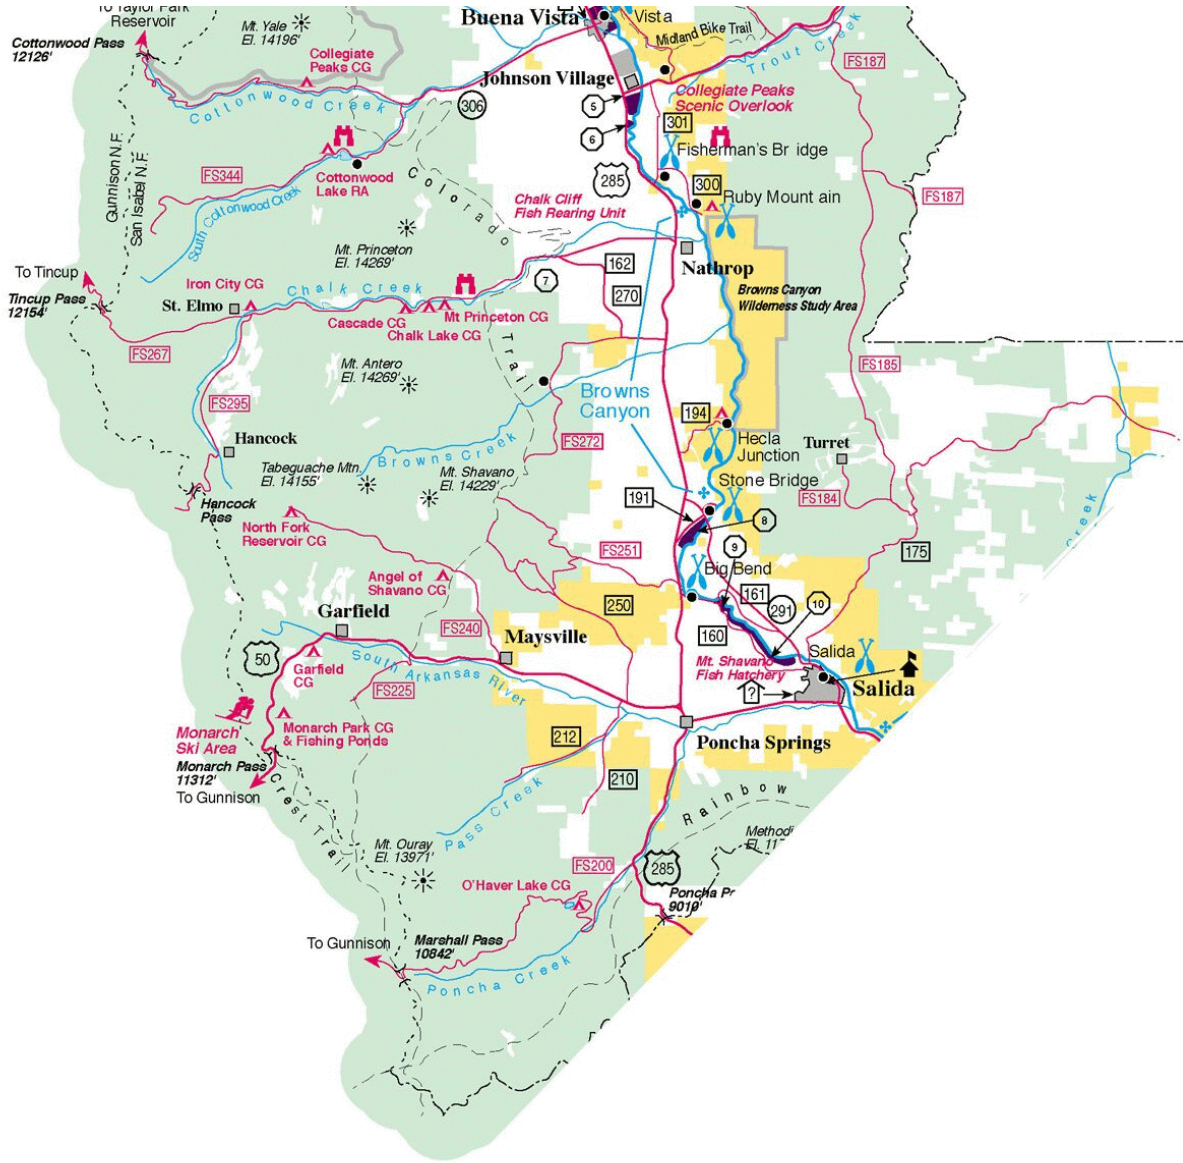 To Taylor Park
Reservoir
Mt. Yale
El. 14196'
Buena Vista
Vista
Midland Bike Trail
Trout Creek
FS187
Cottonwood Pass
12126'
Collegiate
Peaks CG
Johnson Village
Cottonwood Creek
306
5
Collegiate Peaks
Scenic Overlook
6
301
Fisherman's Br idge
Gunnison N.F.
San Isabel N.F.
FS344
Cottonwood
Lake RA
South Cottonwood Creek
Colorado
Trail
285
300
Ruby Mount ain
FS187
Chalk Cliff
Fish Rearing Unit
Mt. Princeton
El. 14269'
Nathrop
To Tincup
Tincup Pass
12154'
Iron City CG
St. Elmo
Chalk Creek
7
162
270
Browns Canyon
Wilderness Study Area
Cascade CG
Mt Princeton CG
Chalk Lake CG
FS267
Mt. Antero
El. 14269'
FS185
Browns
Canyon
FS295
194
Hecla
Junction
Hancock
FS272
Turret
Browns Creek
Tabeguache Mtn.
El. 14155'
Mt. Shavano
El. 14229'
Stone Bridge
FS184
191
Hancock
Pass
8
Creek
North Fork
Reservoir CG
FS251
9
175
Big Bend
Angel of
Shavano CG
161
291
10
Garfield
250
FS240
160
Maysville
50
Garfield
CG
South Arkansas River
FS225
Mt. Shavano
Fish Hatchery
Salida
?
Salida
Monarch
Ski Area
Monarch Park CG
& Fishing Ponds
212
Poncha Springs
Monarch Pass
11312'
To Gunnison
210
Crest Trail
Pass Creek
Rainbow
Mt. Ouray
El. 13971'
FS200
285
O'Haver Lake CG
9010'
To Gunnison
Marshall Pass
10842'
Poncha Creek